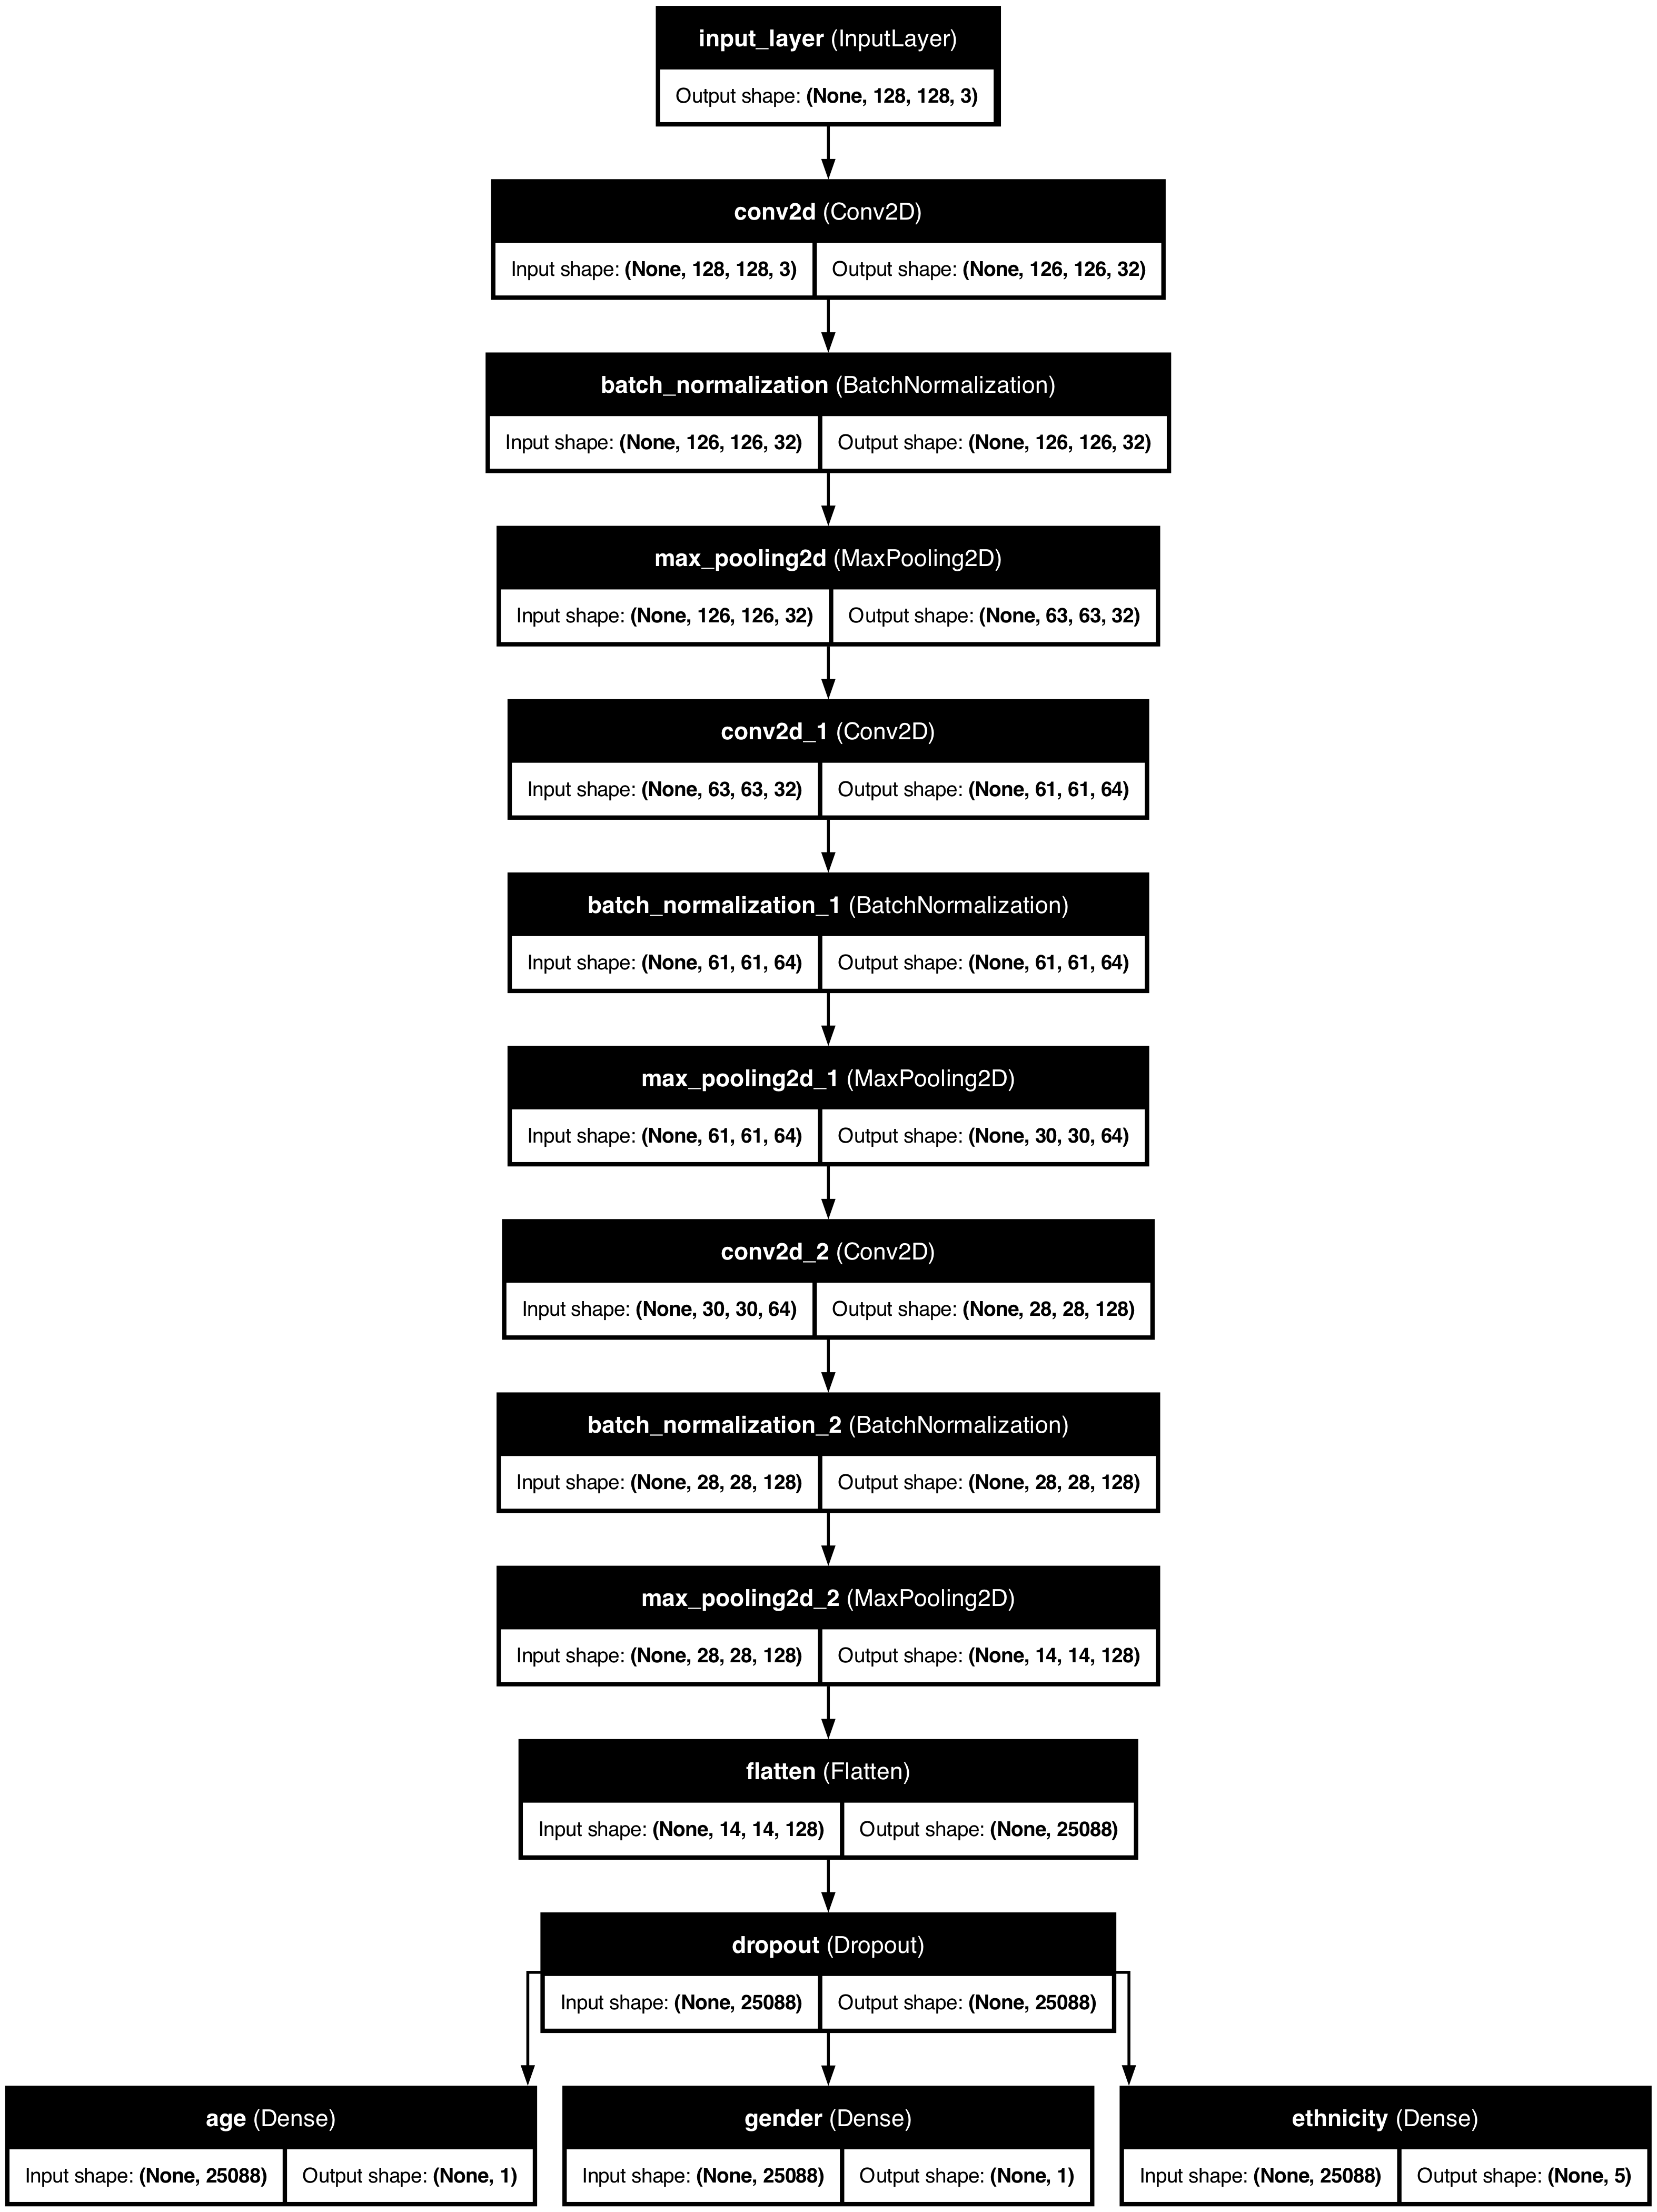 input_layer (InputLayer)
Output shape: (None, 128, 128, 3)
conv2d (Conv2D)
Input shape: (None, 128, 128, 3) Output shape: (None, 126, 126, 32)
batch_normalization (BatchNormalization)
Input shape: (None, 126, 126, 32) Output shape: (None, 126, 126, 32)
max_pooling2d (MaxPooling2D)
Input shape: (None, 126, 126, 32) Output shape: (None, 63, 63, 32)
conv2d_1 (Conv2D)
Input shape: (None, 63, 63, 32) Output shape: (None, 61, 61, 64)
batch_normalization_1 (BatchNormalization)
Input shape: (None, 61, 61, 64) Output shape: (None, 61, 61, 64)
max_pooling2d_1 (MaxPooling2D)
Input shape: (None, 61, 61, 64) Output shape: (None, 30, 30, 64)
conv2d_2 (Conv2D)
Input shape: (None, 30, 30, 64) Output shape: (None, 28, 28, 128)
batch_normalization_2 (BatchNormalization)
Input shape: (None, 28, 28, 128) Output shape: (None, 28, 28, 128)
max_pooling2d_2 (MaxPooling2D)
Input shape: (None, 28, 28, 128) Output shape: (None, 14, 14, 128)
flatten (Flatten)
Input shape: (None, 14, 14, 128) Output shape: (None, 25088)
dropout (Dropout)
Input shape: (None, 25088) Output shape: (None, 25088)
age (Dense)
Input shape: (None, 25088) Output shape: (None, 1)
gender (Dense)
Input shape: (None, 25088) Output shape: (None, 1)
ethnicity (Dense)
Input shape: (None, 25088) Output shape: (None, 5)